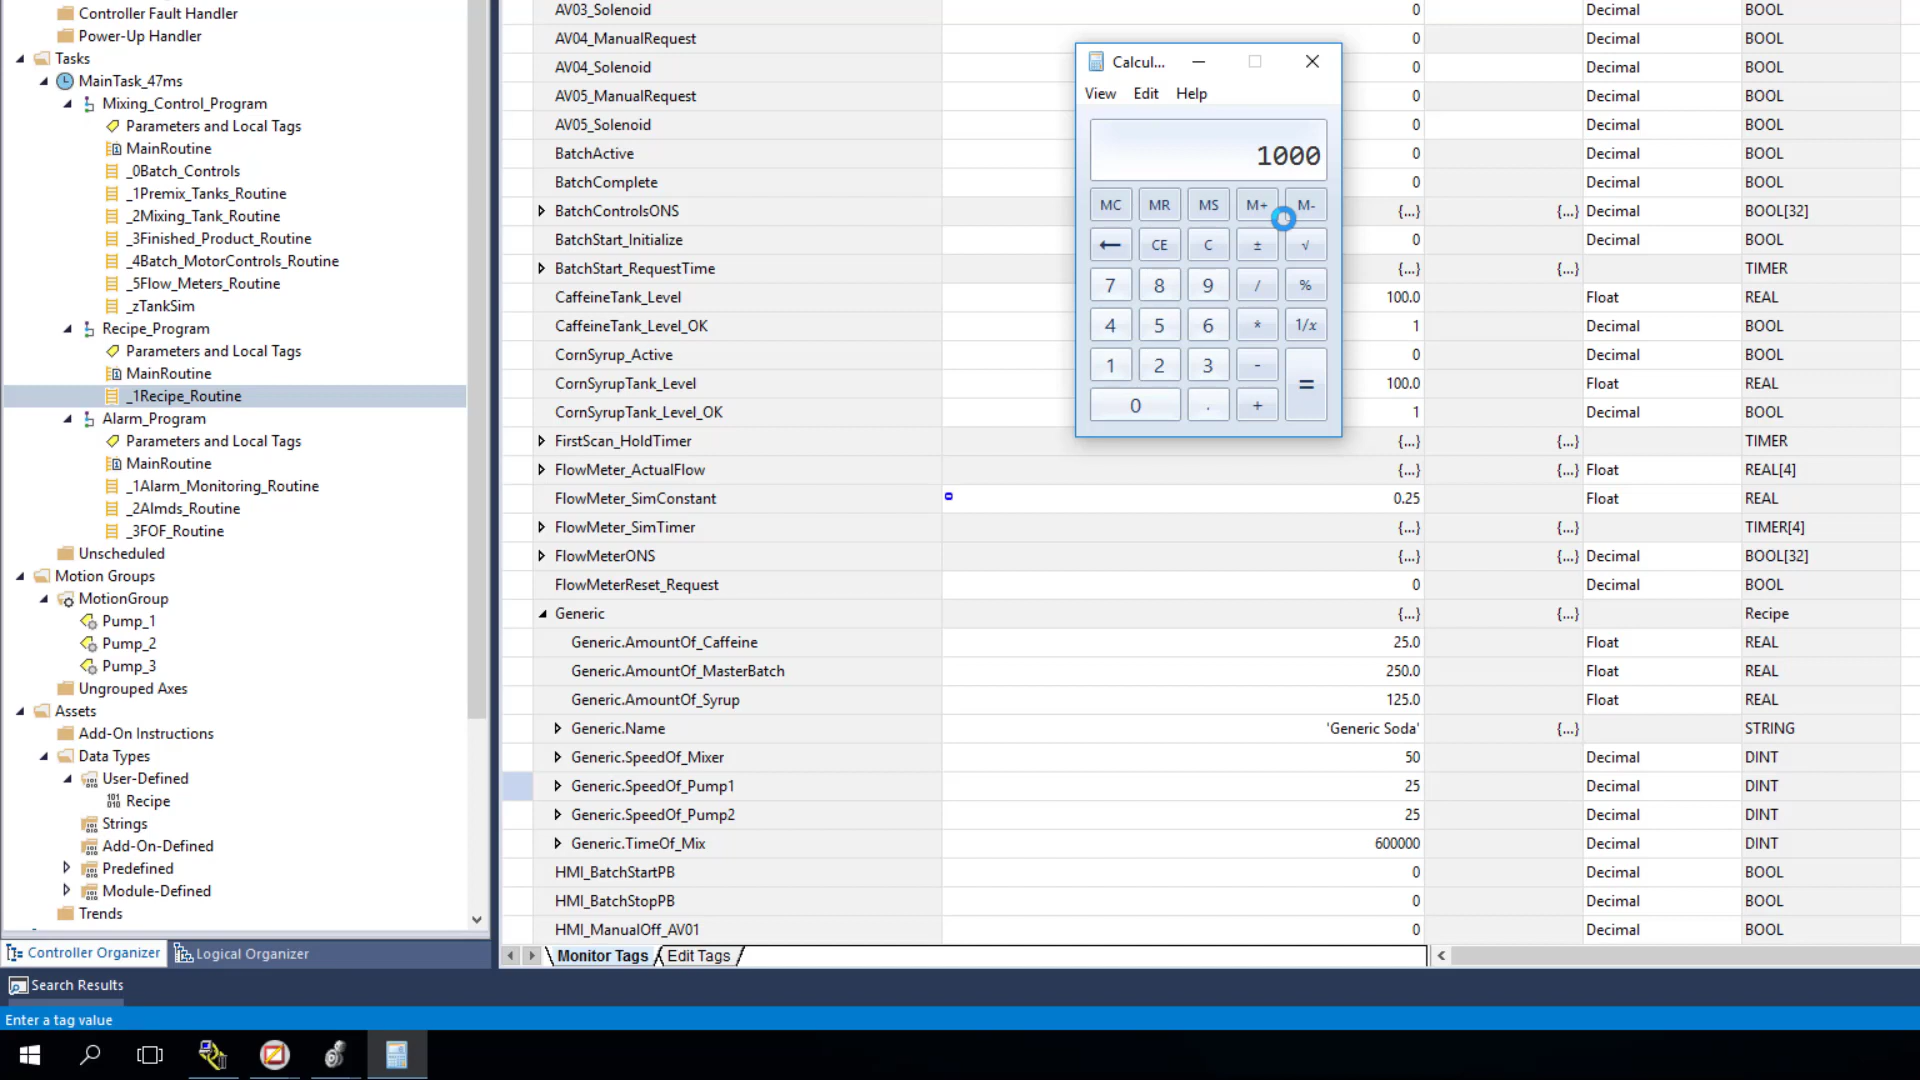 Controller Fault Handler
Power-Up Handler
Tasks
MainTask_47ms
Mixing_Control_Program
Parameters and Local Tags
MainRoutine
_0Batch_Controls
_1Premix_Tanks_Routine
_2Mixing_Tank_Routine
_3Finished_Product_Routine
_4Batch_MotorControls_Routine
_5Flow_Meters_Routine
_zTankSim
Recipe_Program
Parameters and Local Tags
MainRoutine
_1Recipe_Routine
Alarm_Program
Parameters and Local Tags
MainRoutine
_1Alarm_Monitoring_Routine
_2Almds_Routine
_3FOF_Routine
Unscheduled
Motion Groups
MotionGroup
Pump_1
Pump_2
Pump_3
Ungrouped Axes
Assets
Add-On Instructions
Data Types
User-Defined
Recipe
Strings
Add-On-Defined
Predefined
Module-Defined
Trends
Controller Organizer
Logical Organizer
AV03_Solenoid 0 Decimal BOOL
AV04_ManualRequest 0 Decimal BOOL
AV04_Solenoid 0 Decimal BOOL
AV05_ManualRequest 0 Decimal BOOL
AV05_Solenoid 0 Decimal BOOL
BatchActive 0 Decimal BOOL
BatchComplete 0 Decimal BOOL
BatchControlsONS {...} {...} Decimal BOOL[32]
BatchStart_Initialize 0 Decimal BOOL
BatchStart_RequestTime {...} {...} TIMER
CaffeineTank_Level 100.0 Float REAL
CaffeineTank_Level_OK 1 Decimal BOOL
CornSyrup_Active 0 Decimal BOOL
CornSyrupTank_Level 100.0 Float REAL
CornSyrupTank_Level_OK 1 Decimal BOOL
FirstScan_HoldTimer {...} {...} TIMER
FlowMeter_ActualFlow {...} {...} Float REAL[4]
FlowMeter_SimConstant 0.25 Float REAL
FlowMeter_SimTimer {...} {...} TIMER[4]
FlowMeterONS {...} {...} Decimal BOOL[32]
FlowMeterReset_Request 0 Decimal BOOL
Generic {...} {...} Recipe
Generic.AmountOf_Caffeine 25.0 Float REAL
Generic.AmountOf_MasterBatch 250.0 Float REAL
Generic.AmountOf_Syrup 125.0 Float REAL
Generic.Name 'Generic Soda' {...} STRING
Generic.SpeedOf_Mixer 50 Decimal DINT
Generic.SpeedOf_Pump1 25 Decimal DINT
Generic.SpeedOf_Pump2 25 Decimal DINT
Generic.TimeOf_Mix 600000 Decimal DINT
HMI_BatchStartPB 0 Decimal BOOL
HMI_BatchStopPB 0 Decimal BOOL
HMI_ManualOff_AV01 0 Decimal BOOL
Monitor Tags
Edit Tags
Calcul...
View Edit Help
1000
MC MR MS M+ M-
← CE C ± √
7 8 9 / %
4 5 6 * 1/x
1 2 3 - =
0 . +
Search Results
Enter a tag value